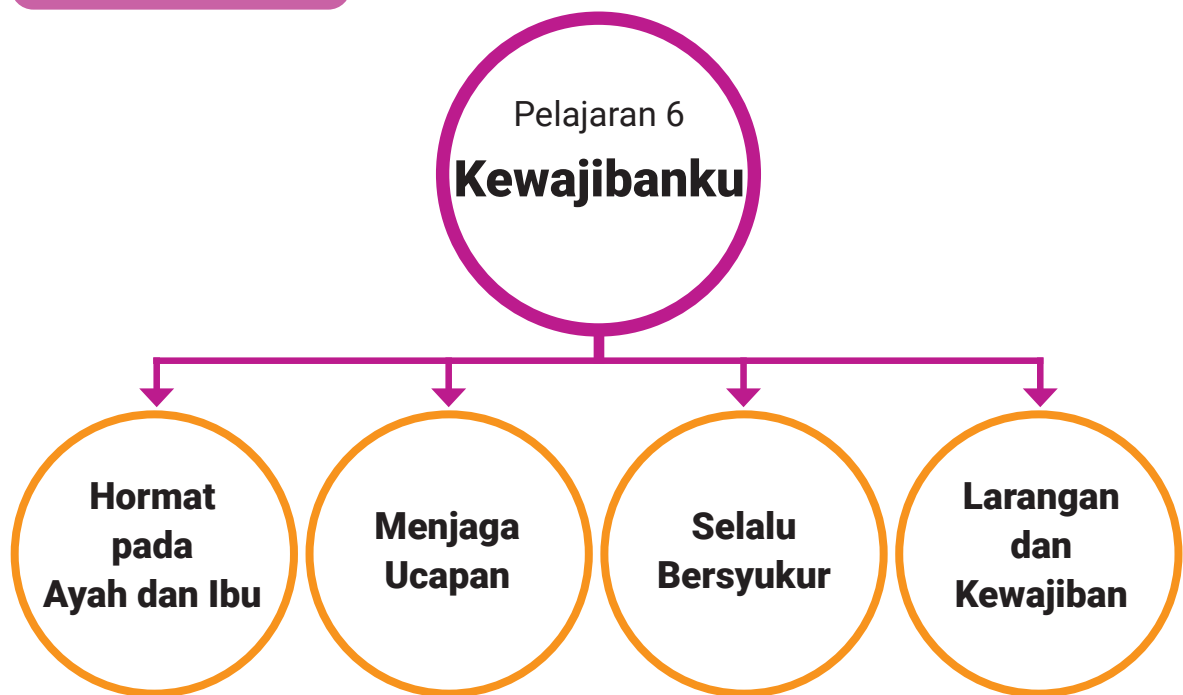 Pelajaran 6
Kewajibanku
Hormat
pada
Ayah dan Ibu
Menjaga
Ucapan
Selalu
Bersyukur
Larangan
dan
Kewajiban